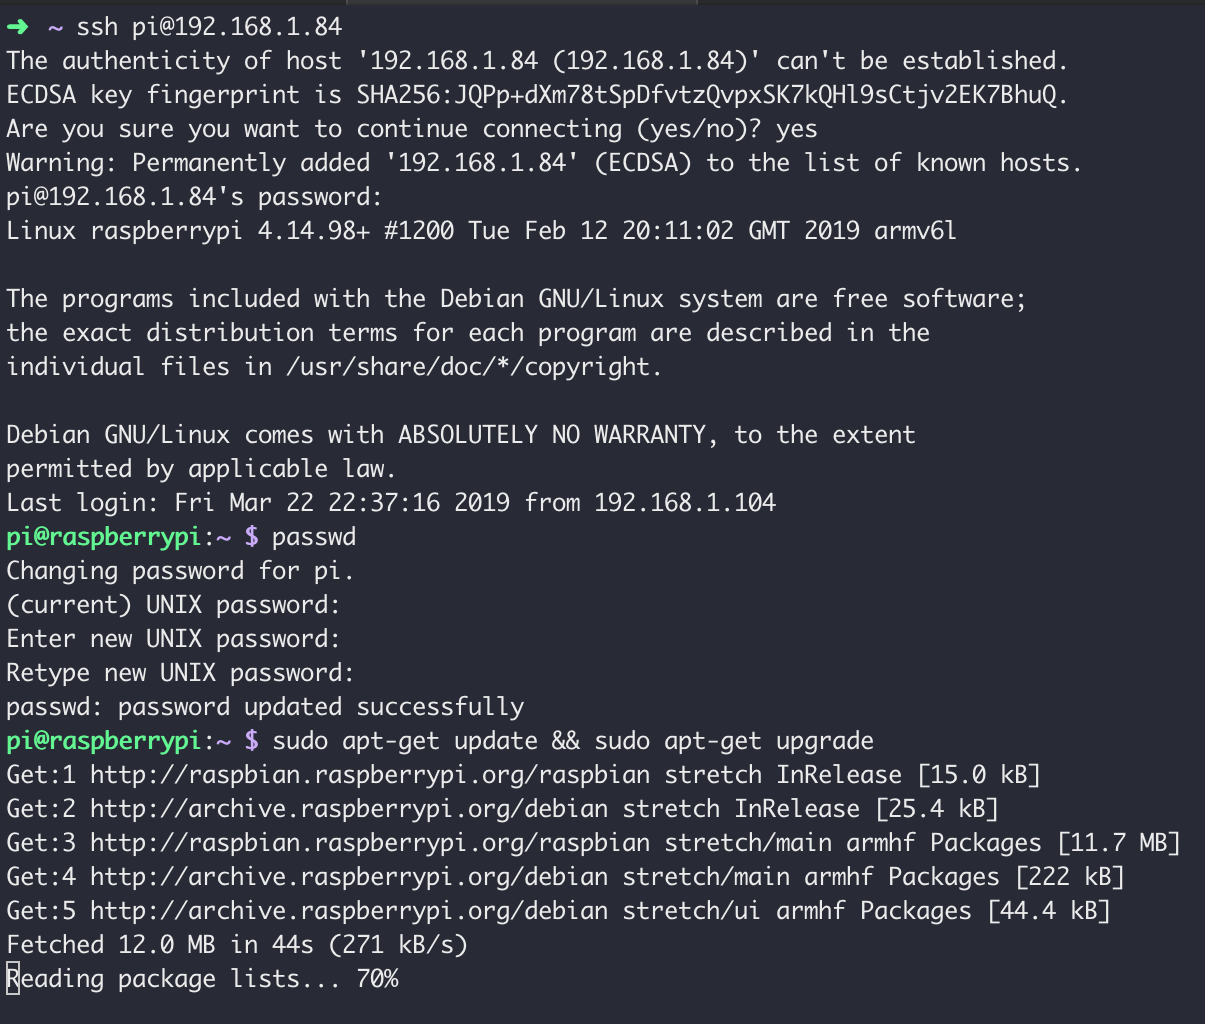 ➜ ~ ssh pi@192.168.1.84
The authenticity of host '192.168.1.84 (192.168.1.84)' can't be established.
ECDSA key fingerprint is SHA256:JQPp+dXm78tSpDfvtzQvpxSK7kQHl9sCtjv2EK7BhuQ.
Are you sure you want to continue connecting (yes/no)? yes
Warning: Permanently added '192.168.1.84' (ECDSA) to the list of known hosts.
pi@192.168.1.84's password:
Linux raspberrypi 4.14.98+ #1200 Tue Feb 12 20:11:02 GMT 2019 armv6l

The programs included with the Debian GNU/Linux system are free software;
the exact distribution terms for each program are described in the
individual files in /usr/share/doc/*/copyright.

Debian GNU/Linux comes with ABSOLUTELY NO WARRANTY, to the extent
permitted by applicable law.
Last login: Fri Mar 22 22:37:16 2019 from 192.168.1.104
pi@raspberrypi:~ $ passwd
Changing password for pi.
(current) UNIX password:
Enter new UNIX password:
Retype new UNIX password:
passwd: password updated successfully
pi@raspberrypi:~ $ sudo apt-get update && sudo apt-get upgrade
Get:1 http://raspbian.raspberrypi.org/raspbian stretch InRelease [15.0 kB]
Get:2 http://archive.raspberrypi.org/debian stretch InRelease [25.4 kB]
Get:3 http://raspbian.raspberrypi.org/raspbian stretch/main armhf Packages [11.7 MB]
Get:4 http://archive.raspberrypi.org/debian stretch/main armhf Packages [222 kB]
Get:5 http://archive.raspberrypi.org/debian stretch/ui armhf Packages [44.4 kB]
Fetched 12.0 MB in 44s (271 kB/s)
Reading package lists... 70%